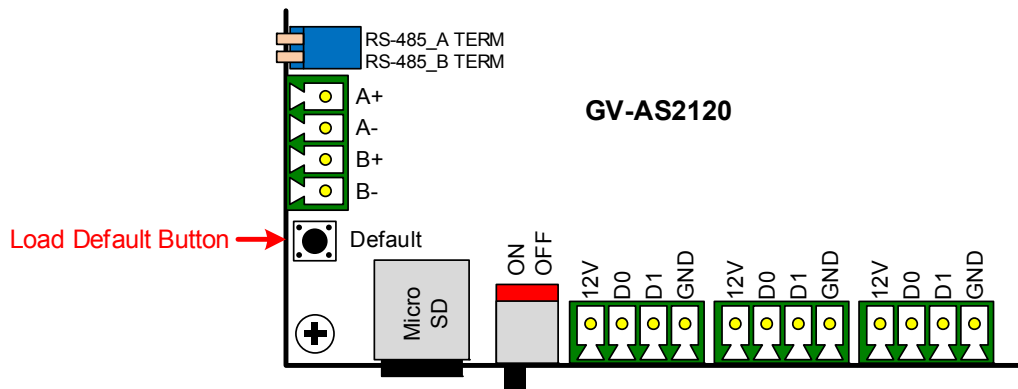 RS-485_A TERM
RS-485_B TERM
A+
GV-AS2120
A-
B+
B-
Load Default Button
Default
ON
OFF
12V
D0
D1
GND
12V
D0
D1
GND
12V
D0
D1
GND
Micro
SD